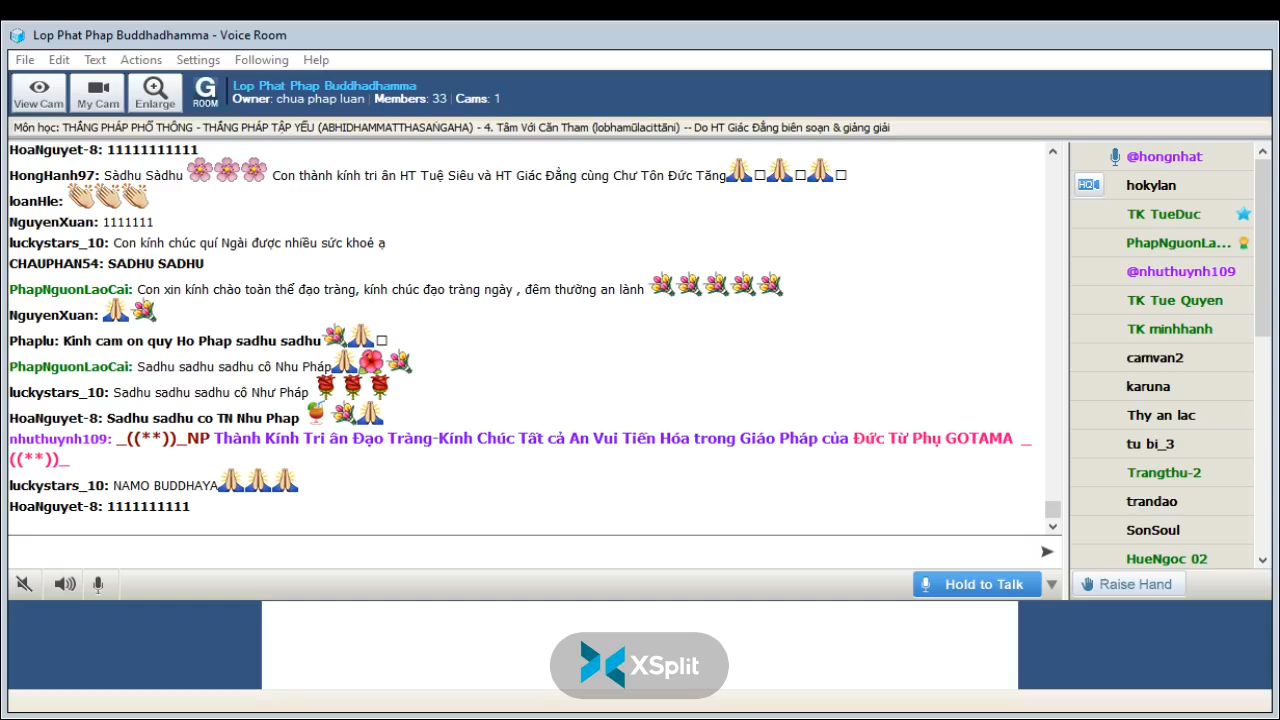 Lop Phat Phap Buddhadhamma - Voice Room
File Edit Text Actions Settings Following Help
View Cam My Cam Enlarge G ROOM
Lop Phat Phap Buddhadhamma
Owner: chua phap luan | Members: 33 | Cams: 1
Môn học: THẮNG PHÁP PHỔ THÔNG - THẮNG PHÁP TẬP YẾU (ABHIDHAMMATTHASAṄGAHA) - 4. Tâm Với Căn Tham (lobhamūlacittāni) -- Do HT Giác Đẳng biên soạn & giảng giải
HoaNguyet-8: 11111111111
HongHanh97: Sàdhu Sàdhu 🌸🌸🌸 Con thành kính tri ân HT Tuệ Siêu và HT Giác Đẳng cùng Chư Tôn Đức Tăng🙏□🙏□🙏□
loanHle: 👏👏👏
NguyenXuan: 1111111
luckystars_10: Con kính chúc quí Ngài được nhiều sức khoẻ ạ
CHAUPHAN54: SADHU SADHU
PhapNguonLaoCai: Con xin kính chào toàn thể đạo tràng, kính chúc đạo tràng ngày , đêm thường an lành 💐💐💐💐💐
NguyenXuan: 🙏💐
Phaplu: Kỉnh cam on quy Ho Phap sadhu sadhu💐🙏□
PhapNguonLaoCai: Sadhu sadhu sadhu cô Nhu Pháp🙏🌺💐
luckystars_10: Sadhu sadhu sadhu cô Như Pháp 🌹🌹🌹
HoaNguyet-8: Sadhu sadhu co TN Nhu Phap 🍹💐🙏
nhuthuynh109: _((**))_NP Thành Kính Tri ân Đạo Tràng-Kính Chúc Tất cả An Vui Tiến Hóa trong Giáo Pháp của Đức Từ Phụ GOTAMA _
((**))_
luckystars_10: NAMO BUDDHAYA🙏🙏🙏
HoaNguyet-8: 1111111111
@hongnhat
HQ hokylan
TK TueDuc
PhapNguonLa...
@nhuthuynh109
TK Tue Quyen
TK minhhanh
camvan2
karuna
Thy an lac
tu bi_3
Trangthu-2
trandao
SonSoul
HueNgoc 02
Hold to Talk
Raise Hand
XSplit